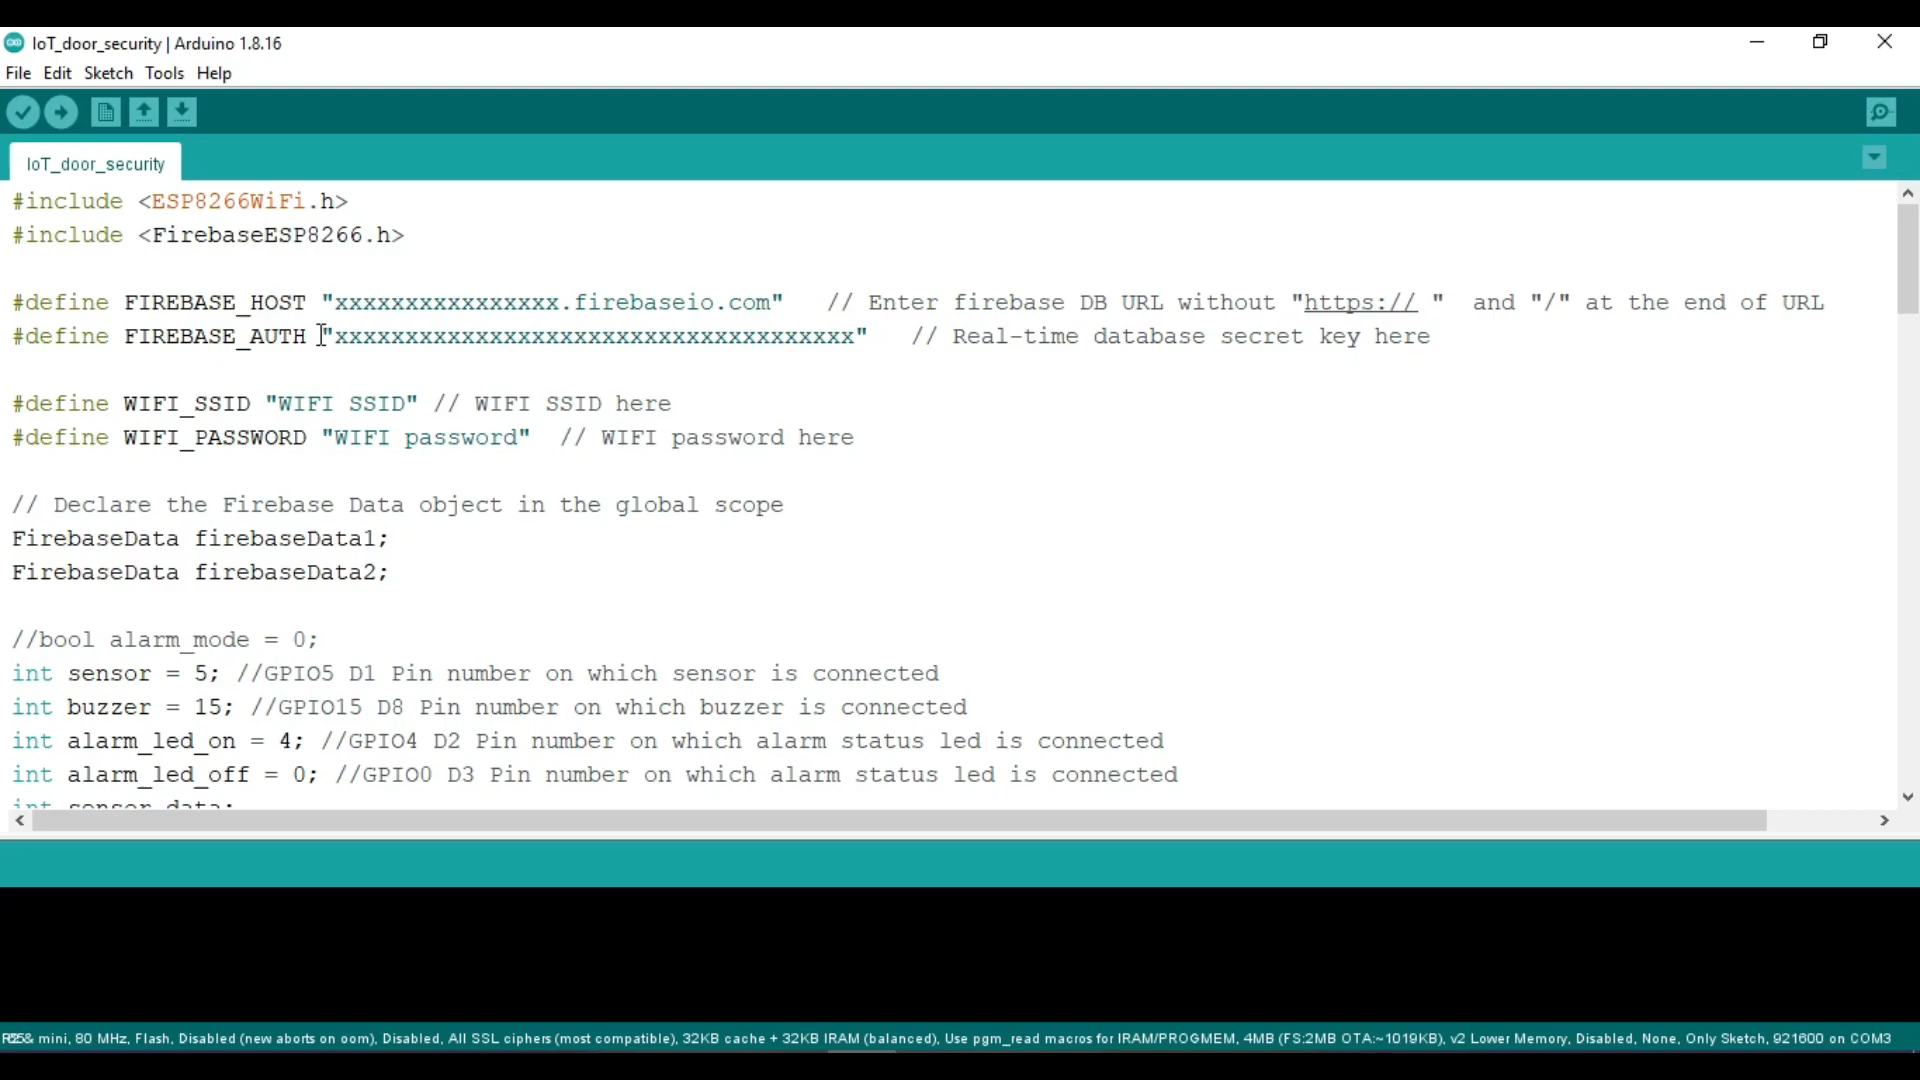 IoT_door_security | Arduino 1.8.16
File Edit Sketch Tools Help
IoT_door_security
#include <ESP8266WiFi.h>
#include <FirebaseESP8266.h>
#define FIREBASE_HOST "xxxxxxxxxxxxxxxx.firebaseio.com" // Enter firebase DB URL without "https:// " and "/" at the end of URL
#define FIREBASE_AUTH "xxxxxxxxxxxxxxxxxxxxxxxxxxxxxxxxxxxxx" // Real-time database secret key here
#define WIFI_SSID "WIFI SSID" // WIFI SSID here
#define WIFI_PASSWORD "WIFI password" // WIFI password here
// Declare the Firebase Data object in the global scope
FirebaseData firebaseData1;
FirebaseData firebaseData2;
//bool alarm_mode = 0;
int sensor = 5; //GPIO5 D1 Pin number on which sensor is connected
int buzzer = 15; //GPIO15 D8 Pin number on which buzzer is connected
int alarm_led_on = 4; //GPIO4 D2 Pin number on which alarm status led is connected
int alarm_led_off = 0; //GPIO0 D3 Pin number on which alarm status led is connected
int sensor_data;
& mini, 80 MHz, Flash, Disabled (new aborts on oom), Disabled, All SSL ciphers (most compatible), 32KB cache + 32KB IRAM (balanced), Use pgm_read macros for IRAM/PROGMEM, 4MB (FS:2MB OTA:~1019KB), v2 Lower Memory, Disabled, None, Only Sketch, 921600 on COM3